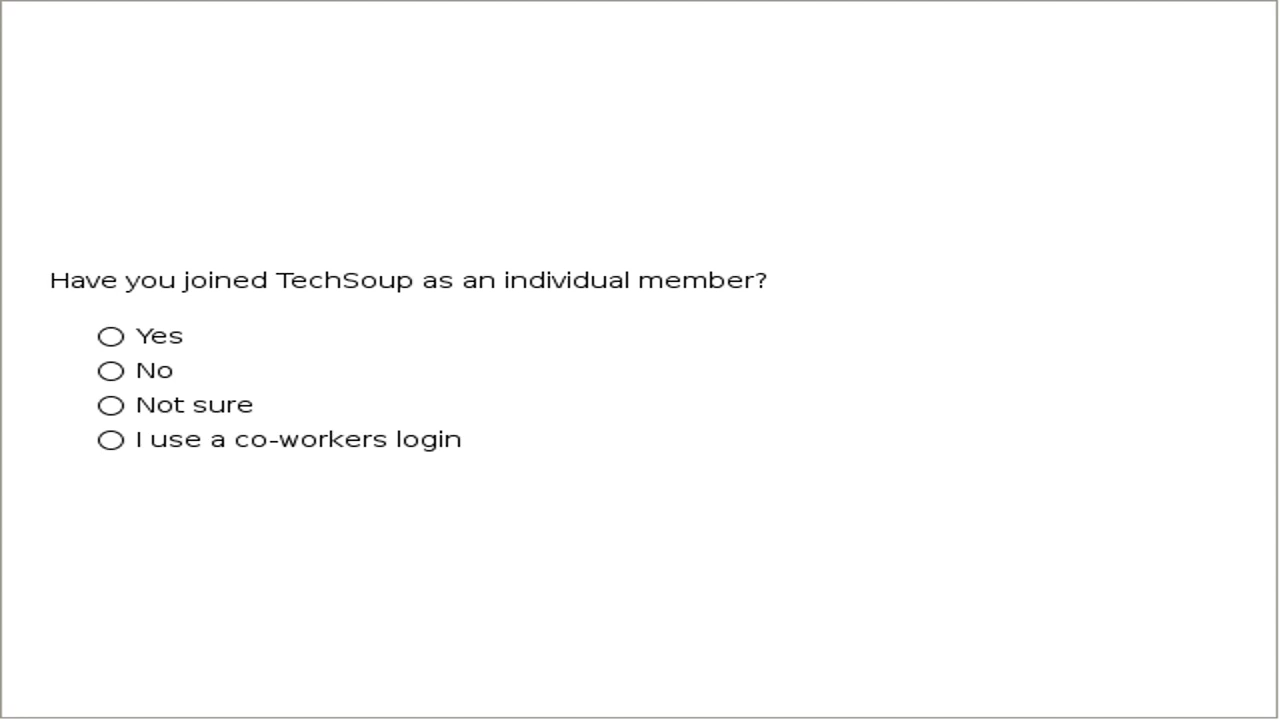 Have you joined TechSoup as an individual member?
Yes
No
Not sure
I use a co-workers login